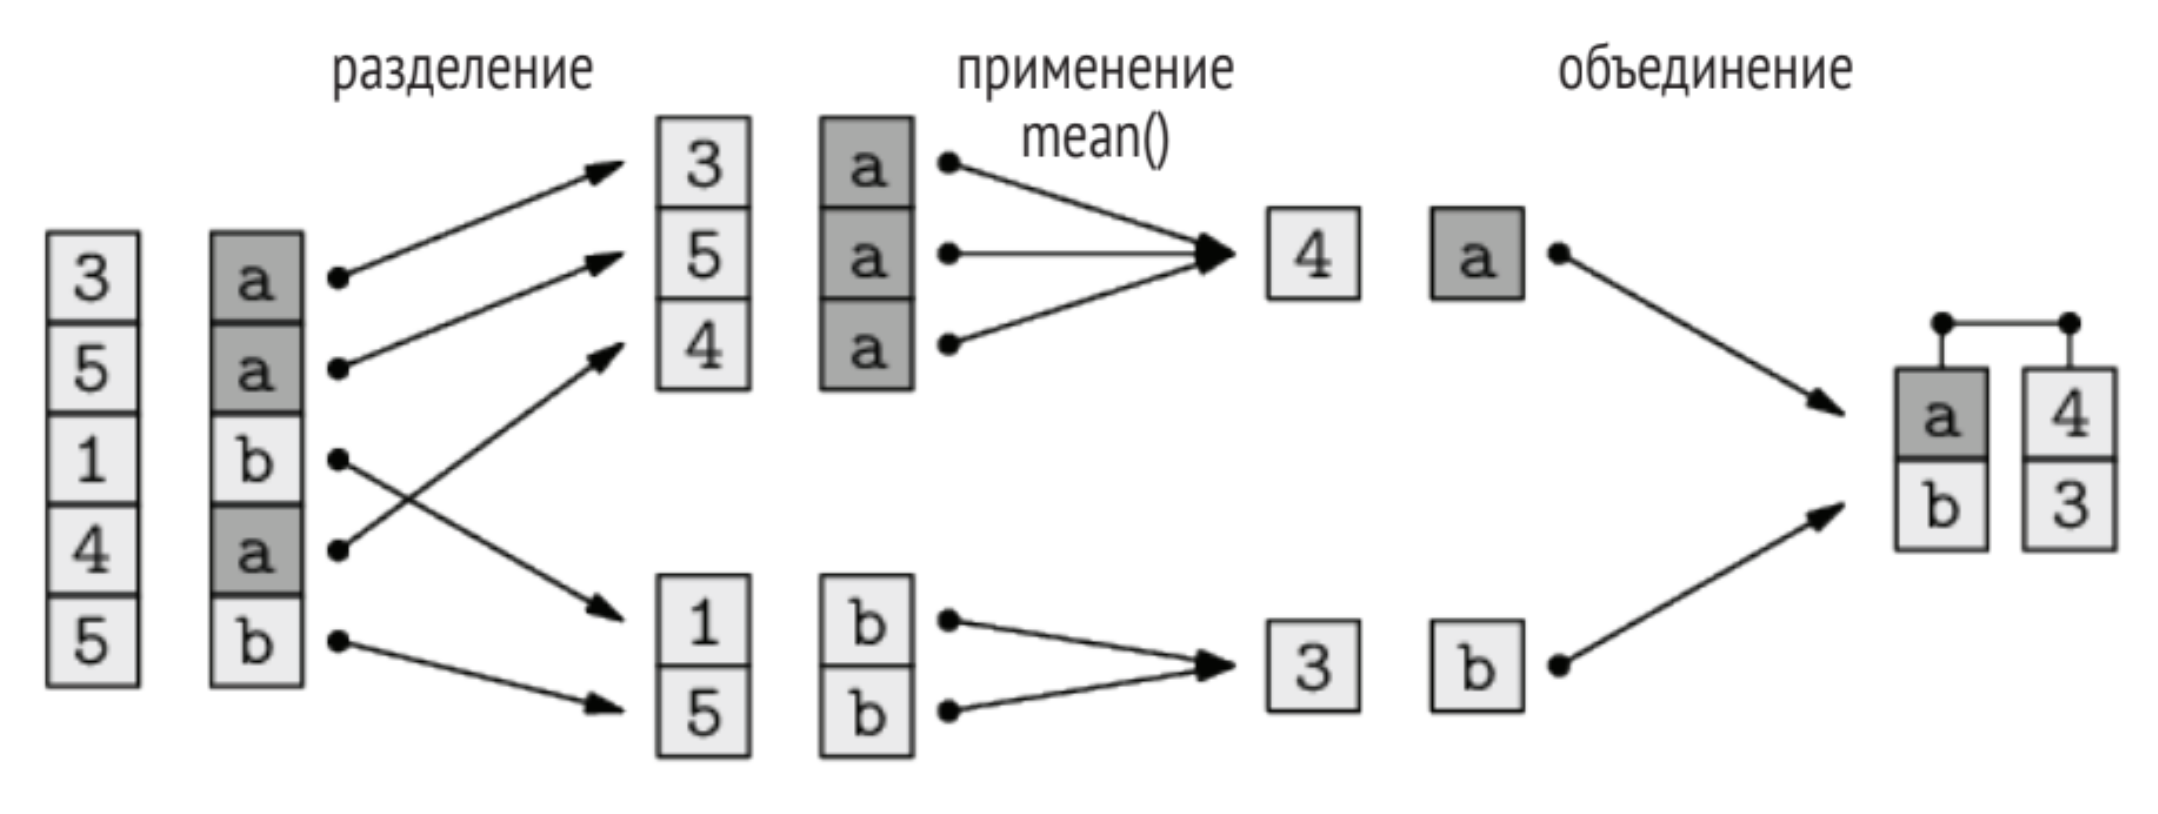 разделение применение объединение
mean()
3 a
5 a
1 b
4 a
5 b
3 a
5 a
4 a
1 b
5 b
4 a
3 b
a 4
b 3